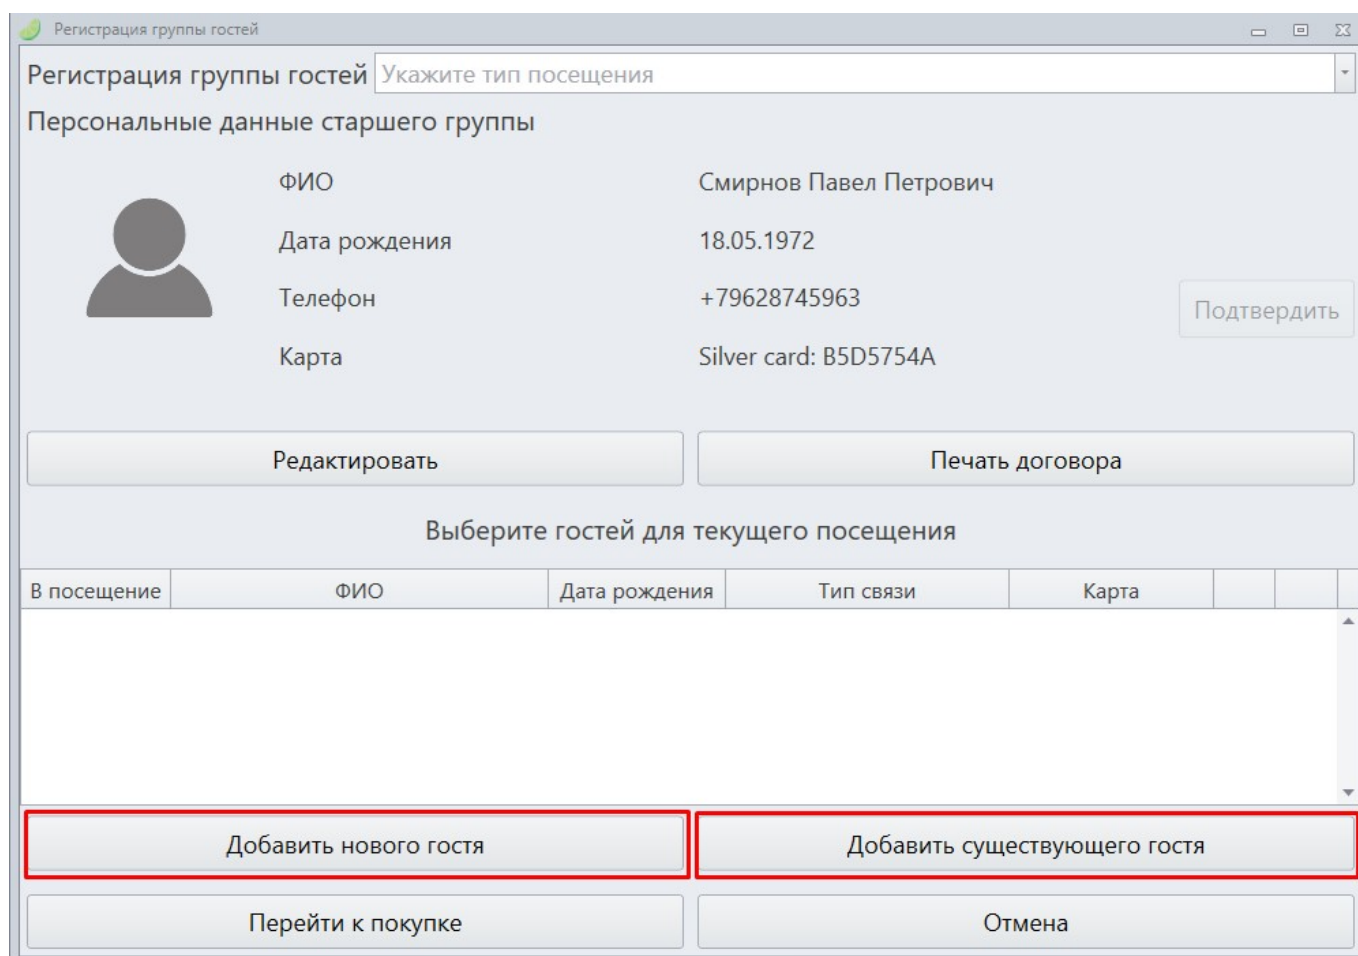 Регистрация группы гостей
Регистрация группы гостей Укажите тип посещения
Персональные данные старшего группы
ФИО Смирнов Павел Петрович
Дата рождения 18.05.1972
Телефон +79628745963
Подтвердить
Карта Silver card: B5D5754A
Редактировать Печать договора
Выберите гостей для текущего посещения
В посещение ФИО Дата рождения Тип связи Карта
Добавить нового гостя Добавить существующего гостя
Перейти к покупке Отмена